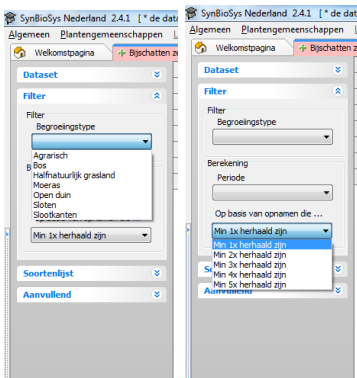 SynBioSys Nederland 2.4.1 [ * de data
Algemeen Plantengemeenschappen
Welkomstpagina Bijschatten zo
Dataset
Filter
Filter
Begroeiingstype
Agrarisch
Bos
Halfnatuurlijk grasland
Moeras
Open duin
Sloten
Slootkanten
Min 1x herhaald zijn
Soortenlijst
Aanvullend
SynBioSys Nederland 2.4.1 [ * de da
Algemeen Plantengemeenschappen
Welkomstpagina Bijschatten z
Dataset
Filter
Filter
Begroeiingstype
Berekening
Periode
Op basis van opnamen die ...
Min 1x herhaald zijn
Min 1x herhaald zijn
Min 2x herhaald zijn
Min 3x herhaald zijn
Min 4x herhaald zijn
Min 5x herhaald zijn
Aanvullend